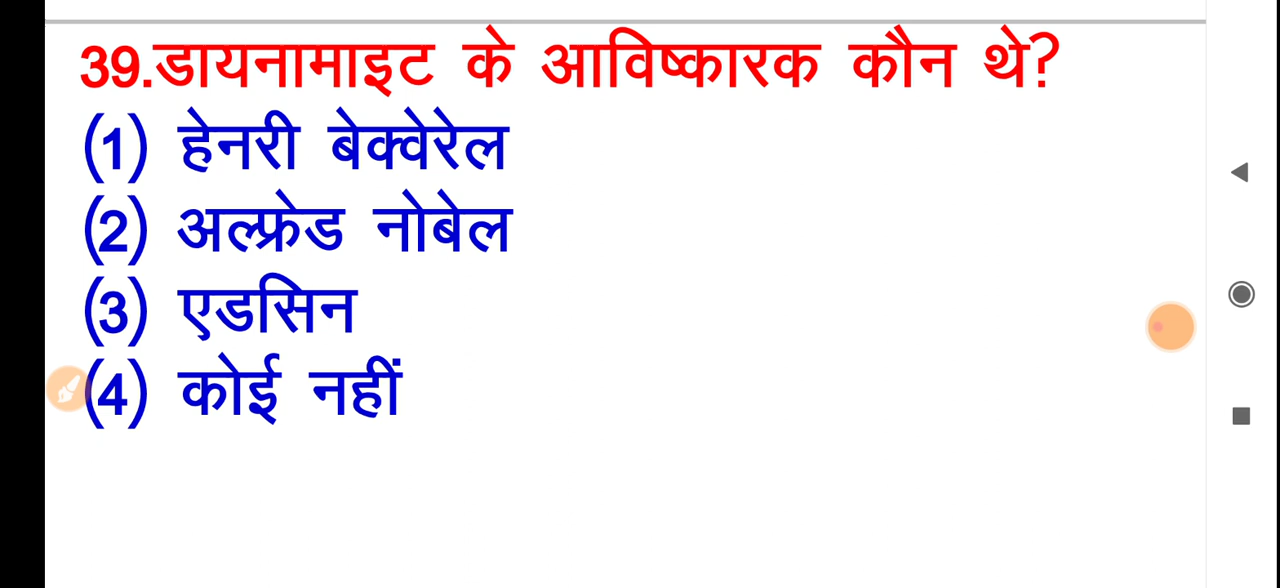 39.डायनामाइट के आविष्कारक कौन थे?
(1) हेनरी बेक्वेरेल
(2) अल्फ्रेड नोबेल
(3) एडसिन
(4) कोई नहीं